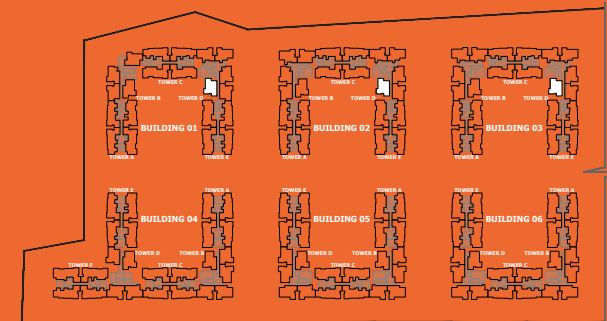 TOWER C TOWER C TOWER C
TOWER B TOWER D TOWER B TOWER D TOWER B TOWER D
BUILDING 01 BUILDING 02 BUILDING 03
TOWER A TOWER E TOWER A TOWER E TOWER A TOWER E
TOWER E TOWER A TOWER E TOWER A TOWER E TOWER A
BUILDING 04 BUILDING 05 BUILDING 06
TOWER D TOWER B TOWER D TOWER B TOWER D TOWER B
TOWER F TOWER C TOWER C TOWER C